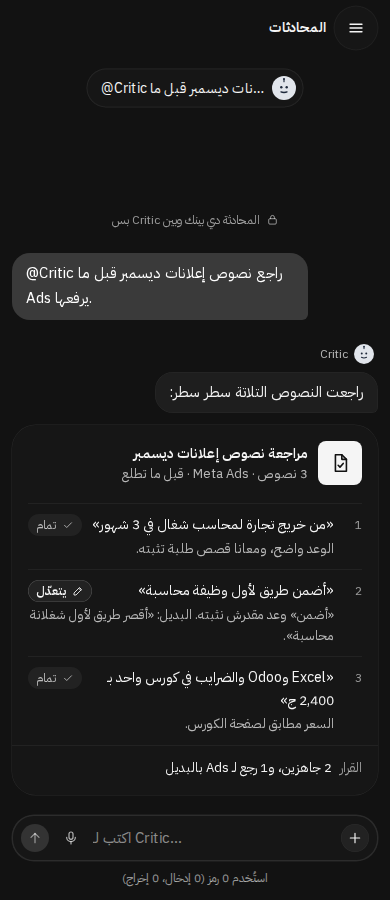 المحادثات
...نات ديسمبر قبل ما Critic@
المحادثة دي بينك وبين Critic بس
@Critic راجع نصوص إعلانات ديسمبر قبل ما
Ads يرفعها.
Critic
راجعت النصوص التلاتة سطر سطر:
مراجعة نصوص إعلانات ديسمبر
3 نصوص · Meta Ads · قبل ما تطلع
1 «من خريج تجارة لمحاسب شغال في 3 شهور» تمام
الوعد واضح، ومعانا قصص طلبة تثبته.
2 «أضمن طريق لأول وظيفة محاسبة» يتعدّل
«أضمن» وعد مقدرش نثبته. البديل: «أقصر طريق لأول شغلانة
محاسبة».
3 «Excel وOdoo والضرايب في كورس واحد بـ تمام
2,400 ج»
السعر مطابق لصفحة الكورس.
القرار 2 جاهزين، و1 رجع لـ Ads بالبديل
اكتب لـ Critic...
استُخدم 0 رمز (0 إدخال، 0 إخراج)